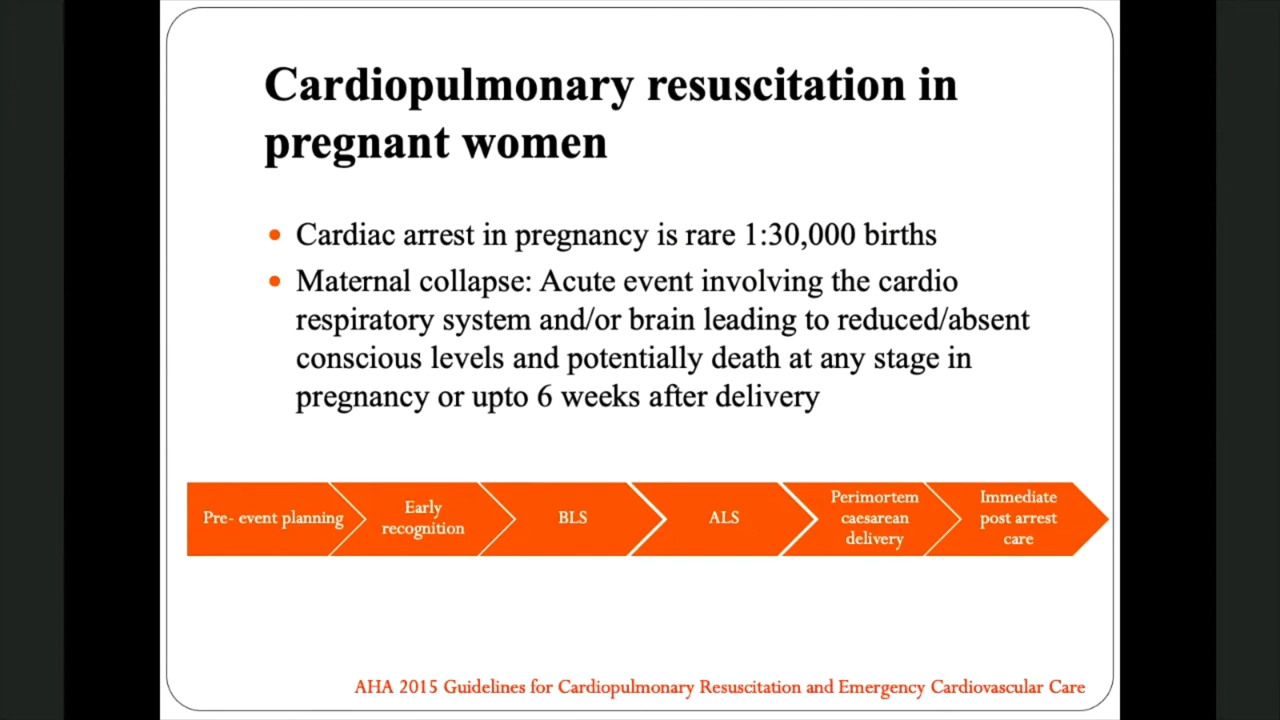 Cardiopulmonary resuscitation in
pregnant women
Cardiac arrest in pregnancy is rare 1:30,000 births
Maternal collapse: Acute event involving the cardio
respiratory system and/or brain leading to reduced/absent
conscious levels and potentially death at any stage in
pregnancy or upto 6 weeks after delivery
Pre- event planning
Early
recognition
BLS
ALS
Perimortem
caesarean
delivery
Immediate
post arrest
care
AHA 2015 Guidelines for Cardiopulmonary Resuscitation and Emergency Cardiovascular Care